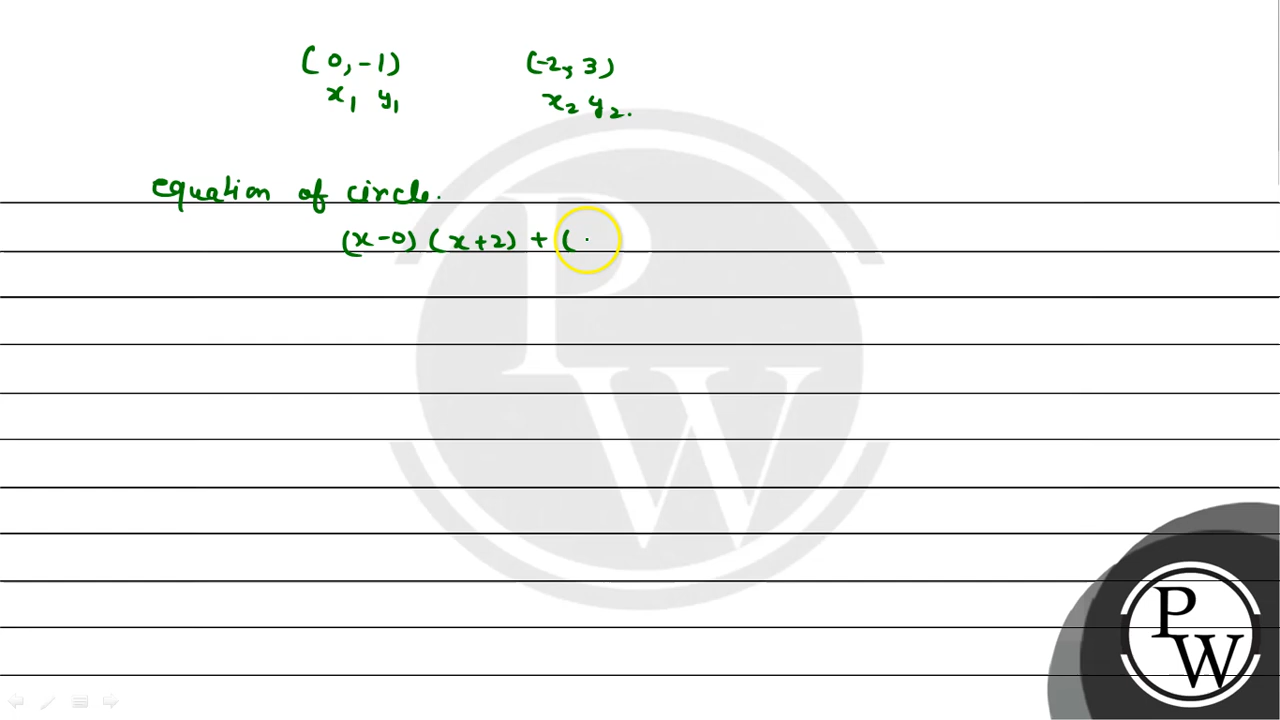 (0, -1) (-2, 3)
x₁ y₁ x₂ y₂.
equation of circle.
(x-0) (x+2) + (
P
W
P
W